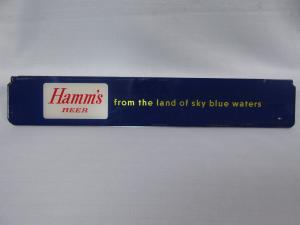 Hamm's
BEER
from the land of sky blue waters